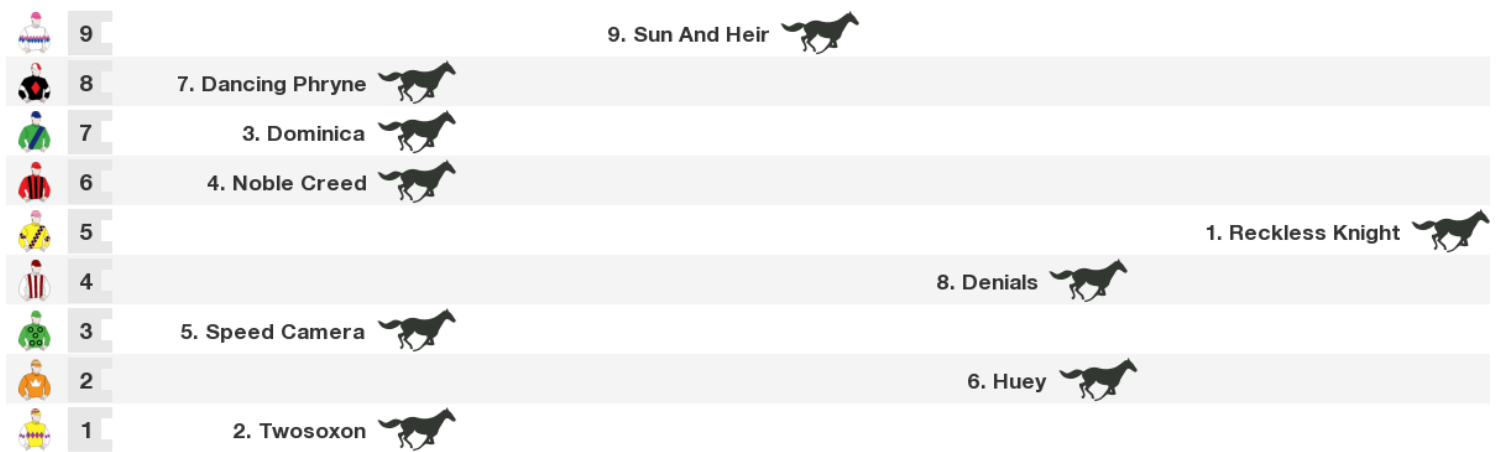 9 9. Sun And Heir
8 7. Dancing Phryne
7 3. Dominica
6 4. Noble Creed
5 1. Reckless Knight
4 8. Denials
3 5. Speed Camera
2 6. Huey
1 2. Twosoxon